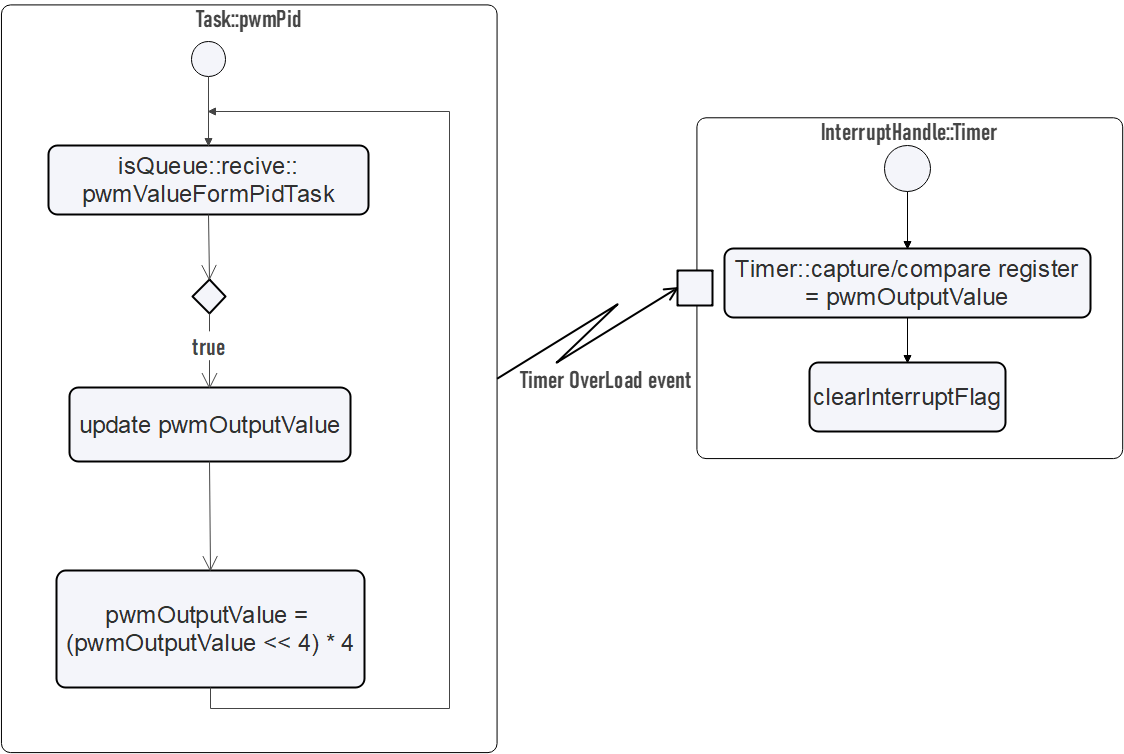 Task::pwmPid
isQueue::recive::
pwmValueFormPidTask
true
update pwmOutputValue
pwmOutputValue =
(pwmOutputValue << 4) * 4
Timer OverLoad event
InterruptHandle::Timer
Timer::capture/compare register
= pwmOutputValue
clearInterruptFlag